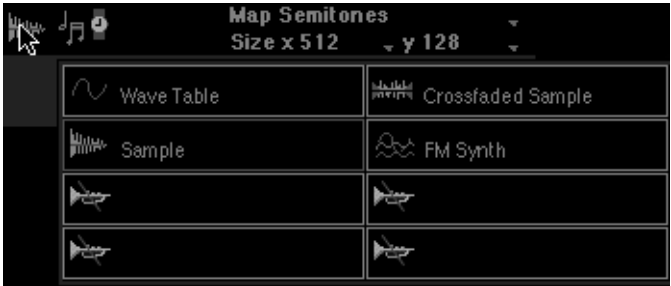 Map Semitones
Size x 512 y 128
Wave Table
Crossfaded Sample
Sample
FM Synth